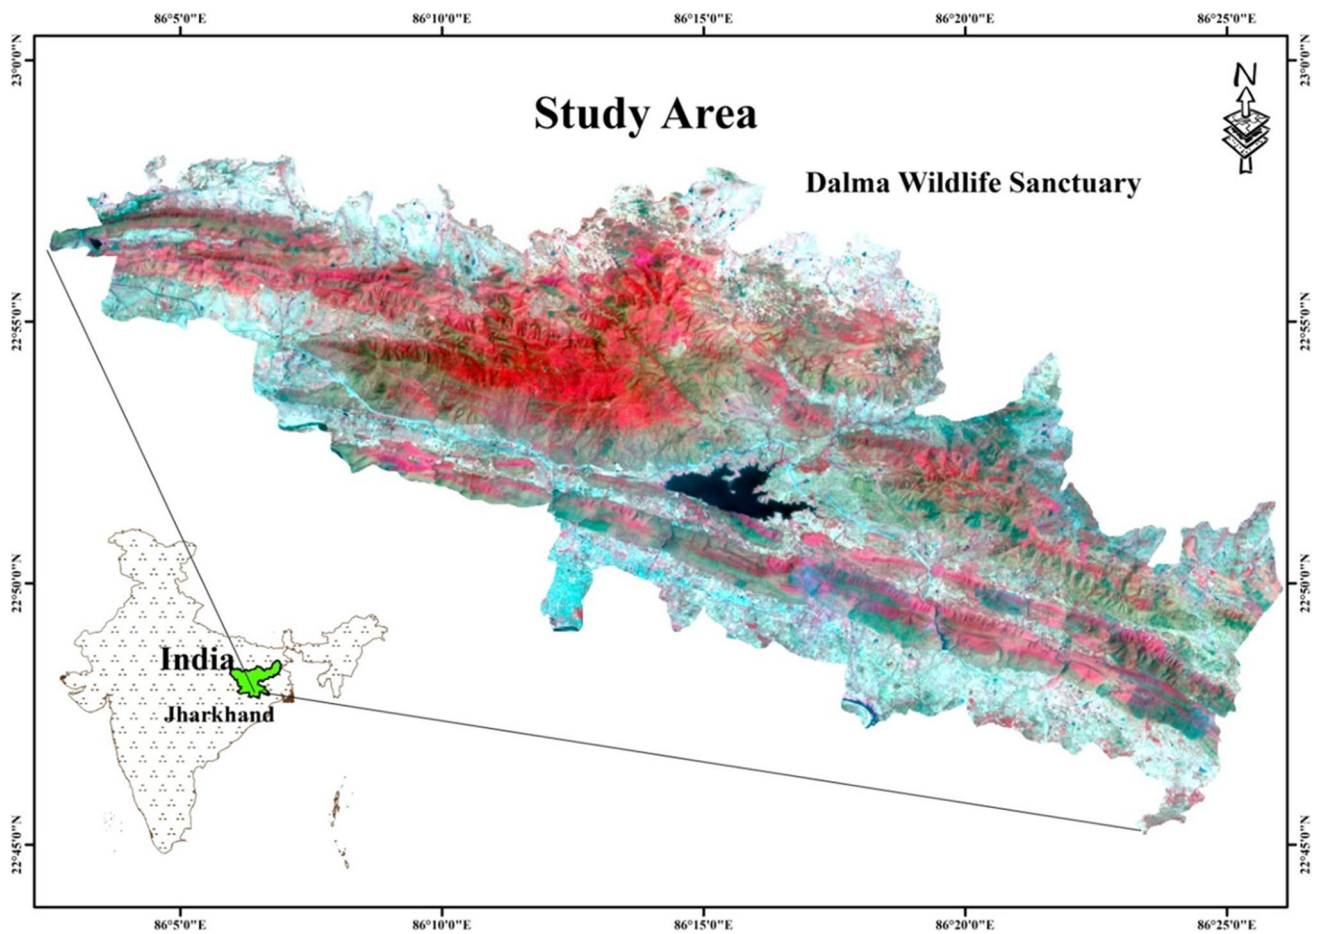 86°5'0"E 86°10'0"E 86°15'0"E 86°20'0"E 86°25'0"E
23°0'0"N 23°0'0"N
N
Study Area
Dalma Wildlife Sanctuary
22°55'0"N 22°55'0"N
22°50'0"N 22°50'0"N
India
Jharkhand
22°45'0"N 22°45'0"N
86°5'0"E 86°10'0"E 86°15'0"E 86°20'0"E 86°25'0"E